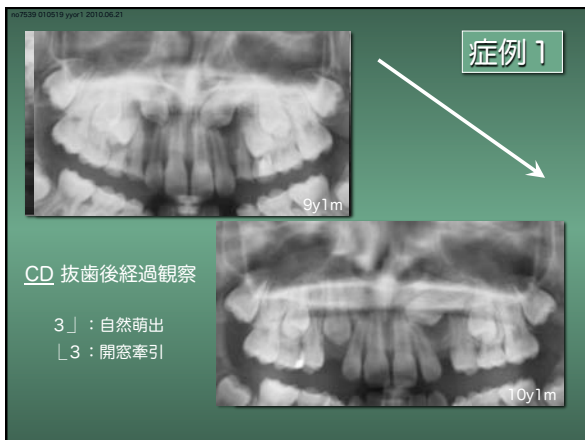 no7539 010519 yyor1 2010.06.21
症例１
9y1m
CD 抜歯後経過観察
３」：自然萌出
⎿３：開窓牽引
10y1m